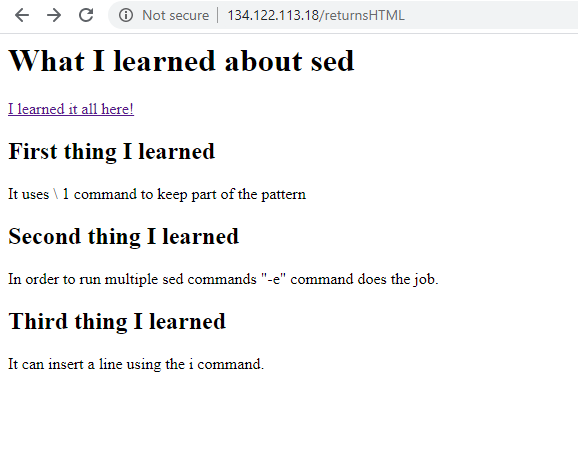 Not secure | 134.122.113.18/returnsHTML
What I learned about sed
I learned it all here!
First thing I learned
It uses \ 1 command to keep part of the pattern
Second thing I learned
In order to run multiple sed commands "-e" command does the job.
Third thing I learned
It can insert a line using the i command.